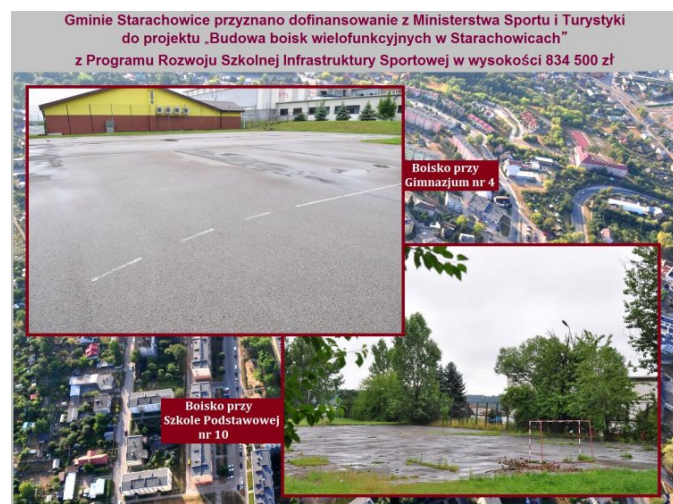 Gminie Starachowice przyznano dofinansowanie z Ministerstwa Sportu i Turystyki
do projektu „Budowa boisk wielofunkcyjnych w Starachowicach”
z Programu Rozwoju Szkolnej Infrastruktury Sportowej w wysokości 834 500 zł
Boisko przy
Gimnazjum nr 4
Boisko przy
Szkole Podstawowej
nr 10